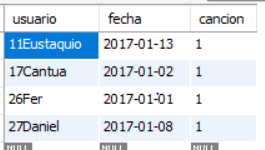 usuario fecha cancion
11Eustaquio 2017-01-13 1
17Cantua 2017-01-02 1
26Fer 2017-01-01 1
27Daniel 2017-01-08 1
NULL NULL NULL